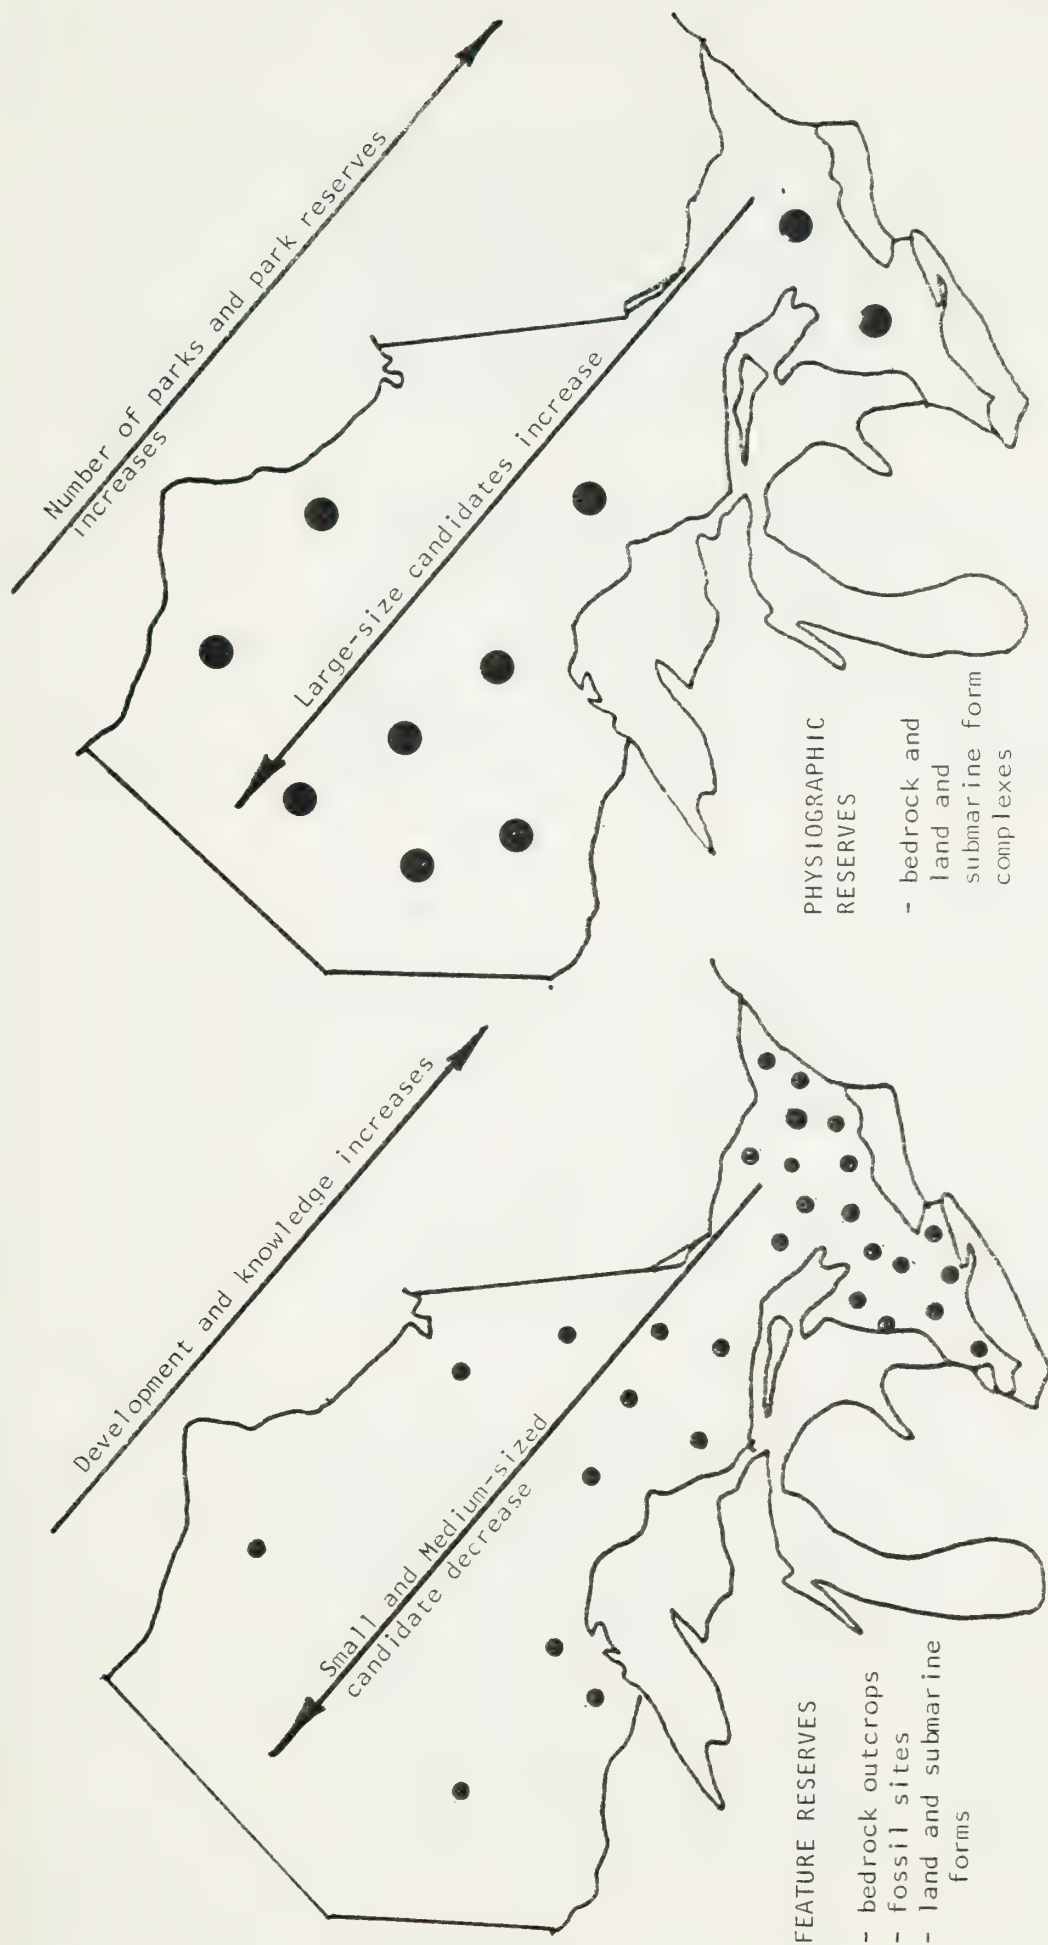 Development and knowledge increases
Small and Medium-sized
candidate decrease
FEATURE RESERVES
- bedrock outcrops
- fossil sites
- land and submarine
forms
Number of parks and park reserves
increases
Large-size candidates increase
PHYSIOGRAPHIC
RESERVES
- bedrock and
land and
submarine form
complexes